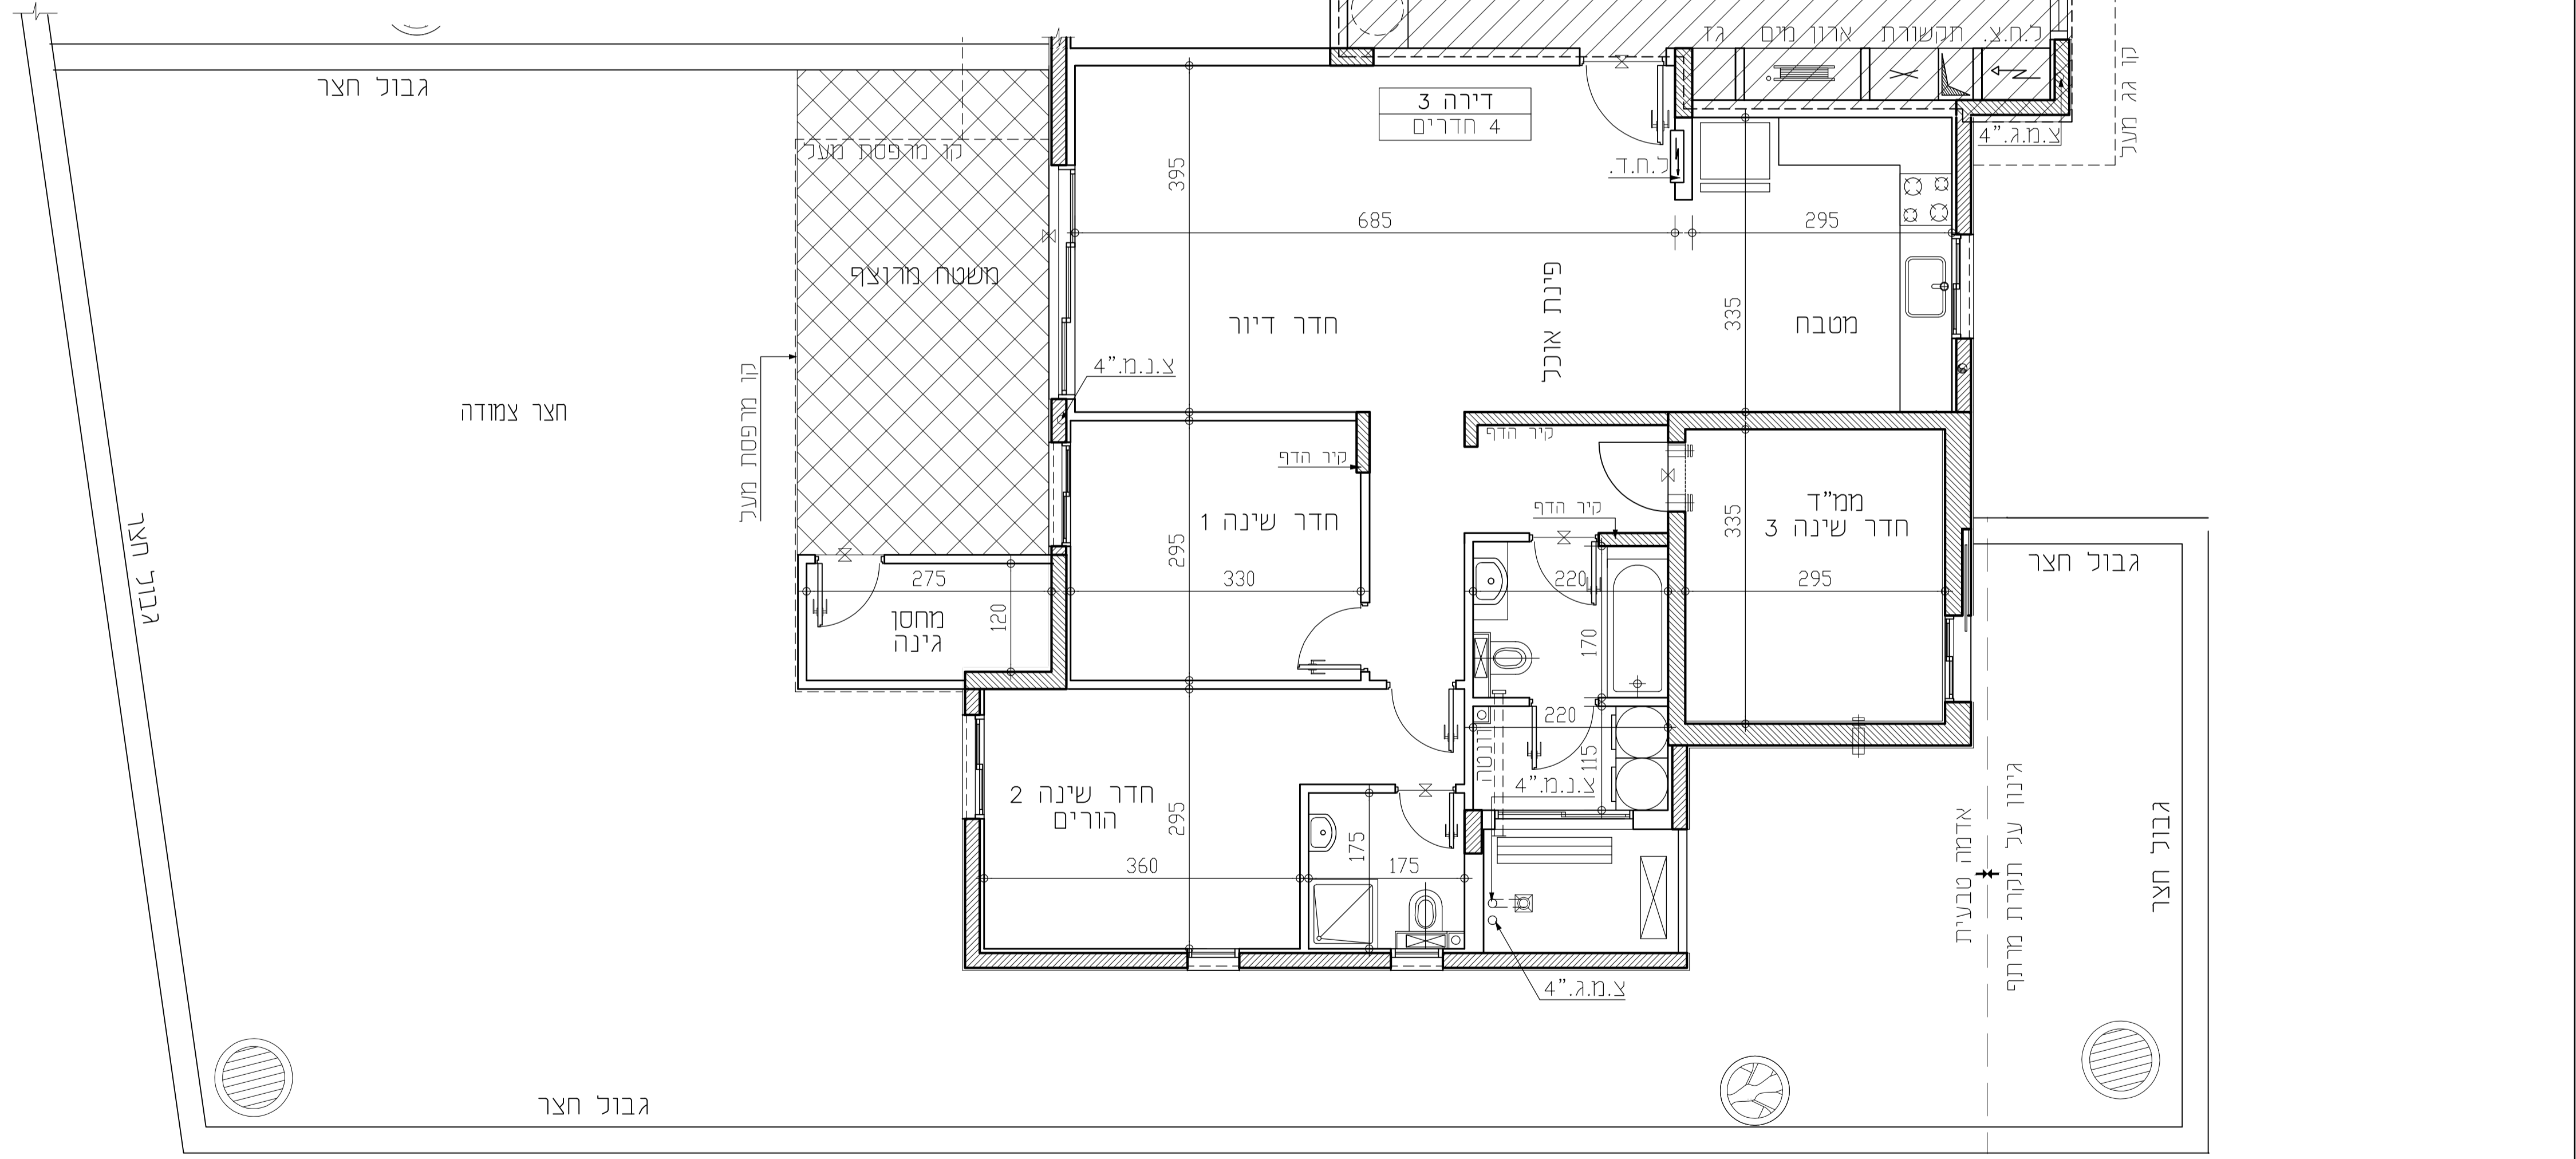 ל.ח.צ. תקשורת ארון מים גז
קו גג מעל
גבול חצר
דירה 3
4 חדרים
צ.מ.ג."4
קו מרפסת מעל
ל.ח.ד.
395
685
295
משטח מרוצף
פינת אוכל
335
מטבח
חדר דיור
צ.נ.מ."4
קו מרפסת מעל
חצר צמודה
קיר הדף
קיר הדף
קיר הדף
ממ"ד
חדר שינה 3
335
295
חדר שינה 1
295
330
גבול חצר
גבול חצר
275
120
מחסן
גינה
220
170
220
115
וונטה
צ.נ.מ."4
חדר שינה 2
הורים
295
360
175
175
אדמה טבעית
גינון על תקרת מרתף
גבול חצר
צ.מ.ג."4
גבול חצר